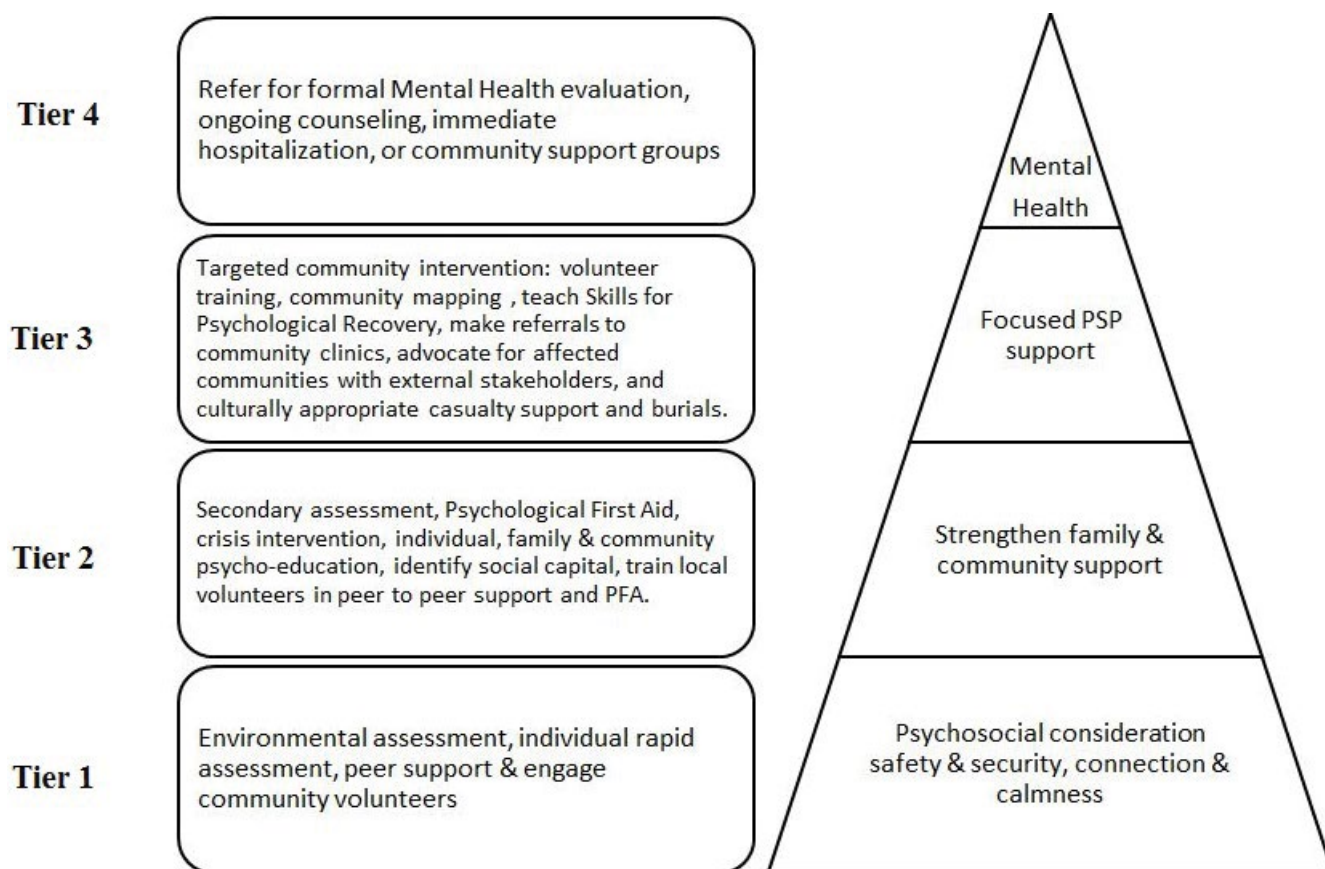 Tier 4
Refer for formal Mental Health evaluation,
ongoing counseling, immediate
hospitalization, or community support groups
Mental
Health
Tier 3
Targeted community intervention: volunteer
training, community mapping , teach Skills for
Psychological Recovery, make referrals to
community clinics, advocate for affected
communities with external stakeholders, and
culturally appropriate casualty support and burials.
Focused PSP
support
Tier 2
Secondary assessment, Psychological First Aid,
crisis intervention, individual, family & community
psycho-education, identify social capital, train local
volunteers in peer to peer support and PFA.
Strengthen family &
community support
Tier 1
Environmental assessment, individual rapid
assessment, peer support & engage
community volunteers
Psychosocial consideration
safety & security, connection &
calmness